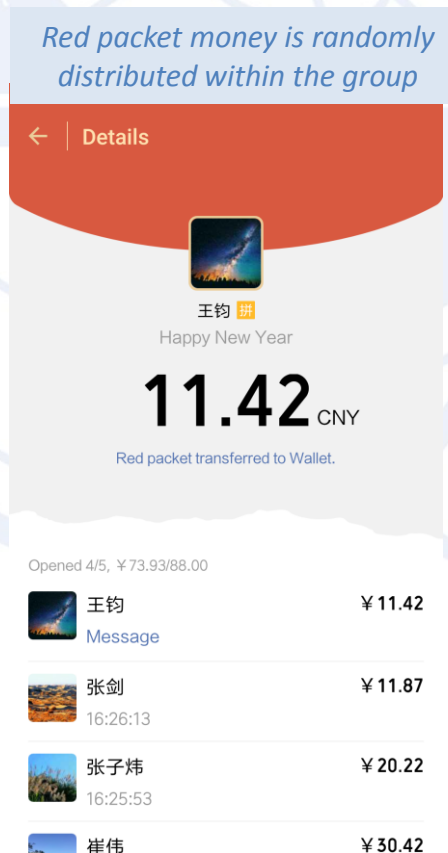 Red packet money is randomly
distributed within the group
Details
王钧 拼
Happy New Year
11.42 CNY
Red packet transferred to Wallet.
Opened 4/5, ￥73.93/88.00
王钧 ￥11.42
Message
张剑 ￥11.87
16:26:13
张子炜 ￥20.22
16:25:53
崔伟 ￥30.42